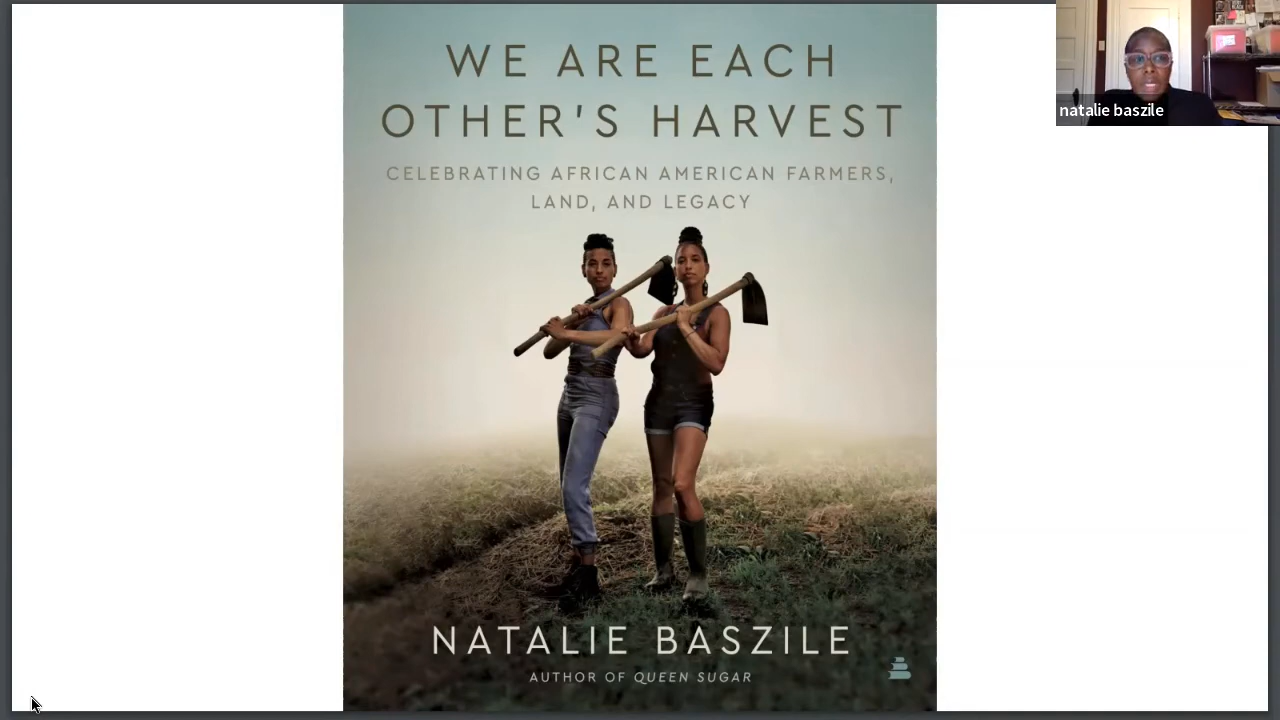 WE ARE EACH
OTHER'S HARVEST
CELEBRATING AFRICAN AMERICAN FARMERS,
LAND, AND LEGACY
NATALIE BASZILE
AUTHOR OF QUEEN SUGAR
natalie baszile